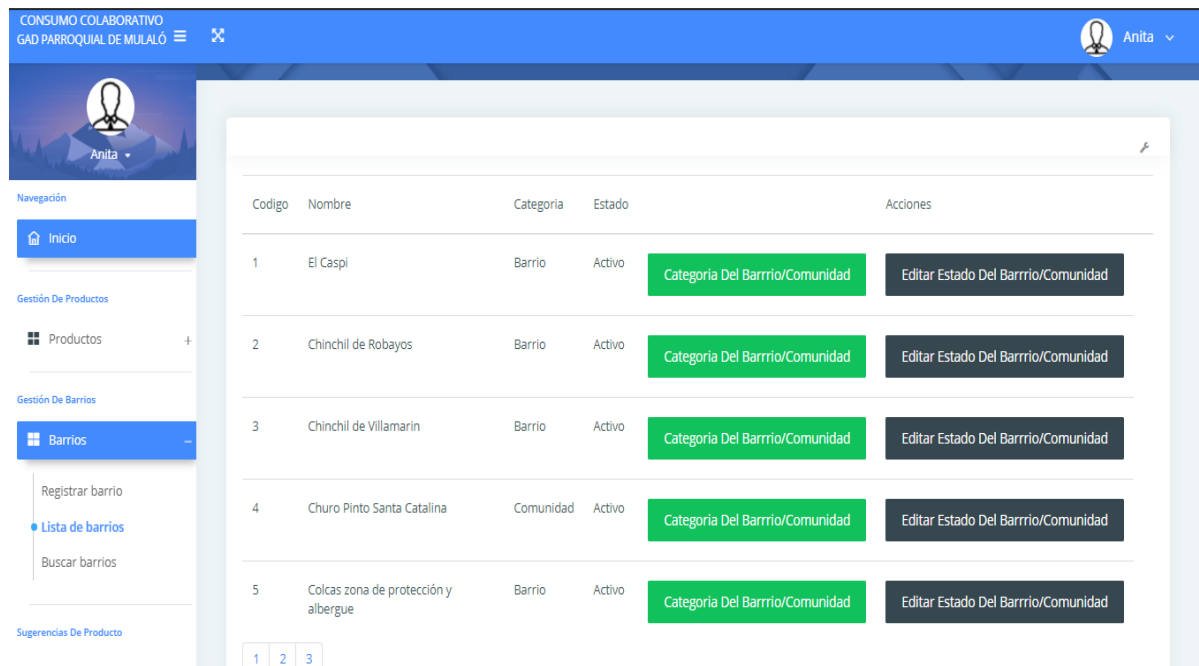 CONSUMO COLABORATIVO
GAD PARROQUIAL DE MULALÓ
Anita
Anita
Navegación
Inicio
Gestión De Productos
Productos
Gestión De Barrios
Barrios
Registrar barrio
Lista de barrios
Buscar barrios
Sugerencias De Producto
Codigo Nombre Categoria Estado Acciones
1 El Caspi Barrio Activo Categoria Del Barrrio/Comunidad Editar Estado Del Barrrio/Comunidad
2 Chinchil de Robayos Barrio Activo Categoria Del Barrrio/Comunidad Editar Estado Del Barrrio/Comunidad
3 Chinchil de Villamarin Barrio Activo Categoria Del Barrrio/Comunidad Editar Estado Del Barrrio/Comunidad
4 Churo Pinto Santa Catalina Comunidad Activo Categoria Del Barrrio/Comunidad Editar Estado Del Barrrio/Comunidad
5 Colcas zona de protección y Barrio Activo Categoria Del Barrrio/Comunidad Editar Estado Del Barrrio/Comunidad
albergue
1 2 3